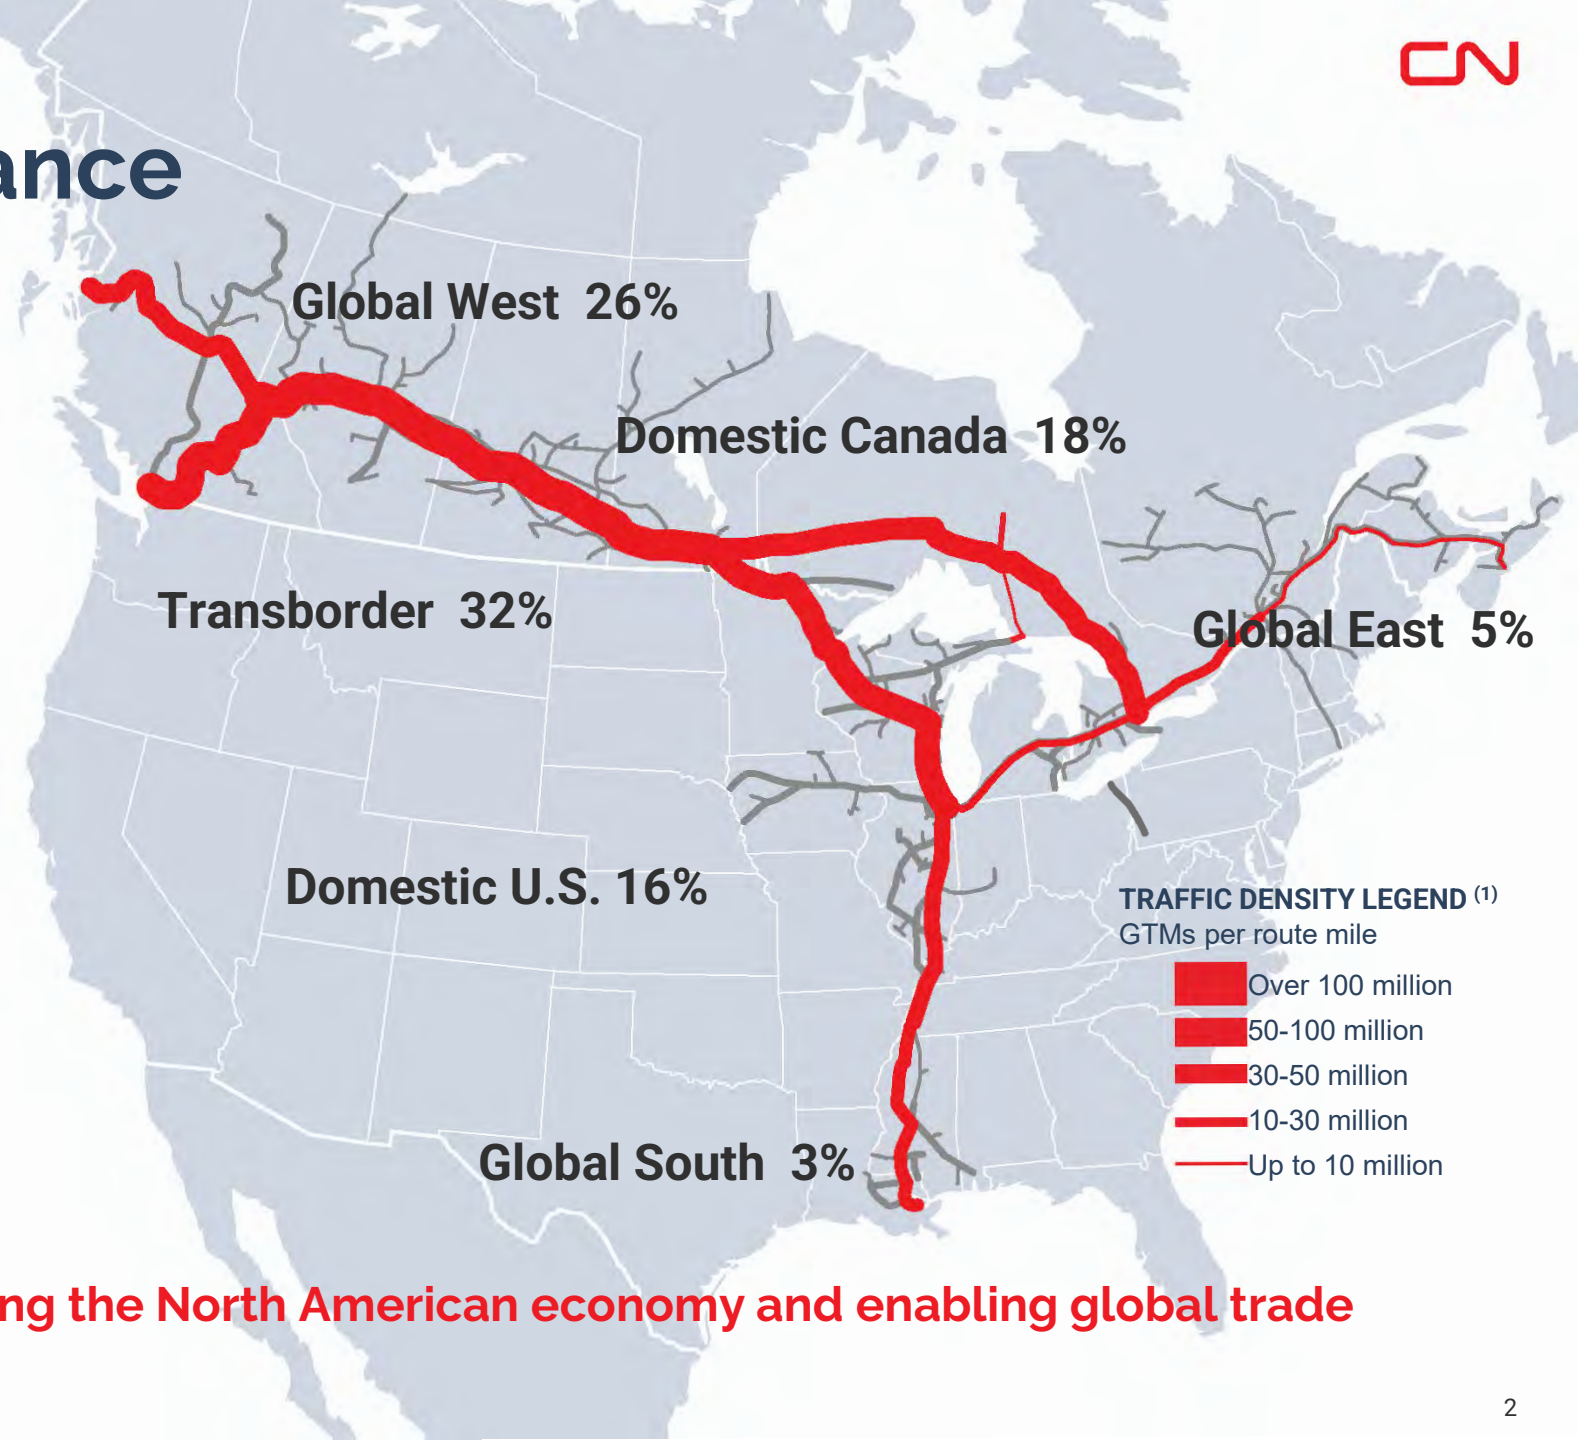 CN
ance
Global West 26%
Domestic Canada 18%
Transborder 32%
Global East 5%
Domestic U.S. 16%
TRAFFIC DENSITY LEGEND (1)
GTMs per route mile
Over 100 million
50-100 million
30-50 million
10-30 million
Up to 10 million
Global South 3%
ng the North American economy and enabling global trade
2